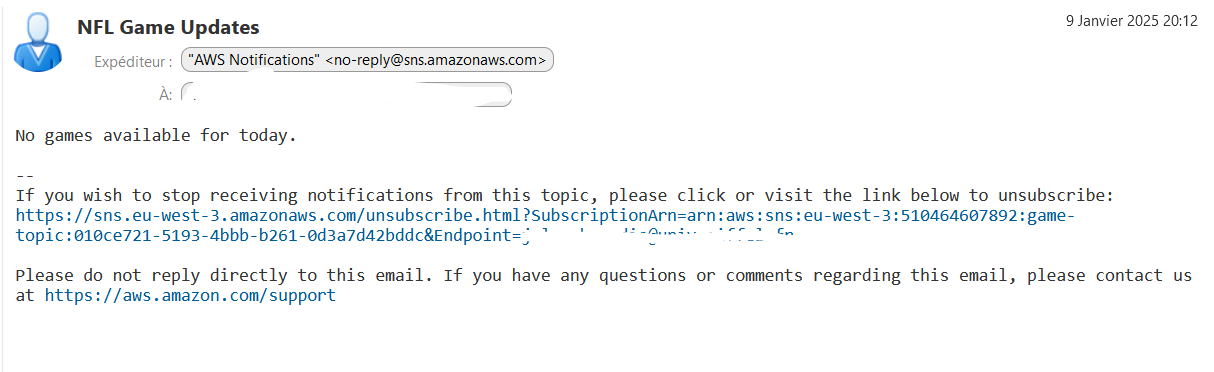 NFL Game Updates
9 Janvier 2025 20:12
Expéditeur : "AWS Notifications" <no-reply@sns.amazonaws.com>
À:
No games available for today.
--
If you wish to stop receiving notifications from this topic, please click or visit the link below to unsubscribe:
https://sns.eu-west-3.amazonaws.com/unsubscribe.html?SubscriptionArn=arn:aws:sns:eu-west-3:510464607892:game-
topic:010ce721-5193-4bbb-b261-0d3a7d42bddc&Endpoint=
Please do not reply directly to this email. If you have any questions or comments regarding this email, please contact us
at https://aws.amazon.com/support